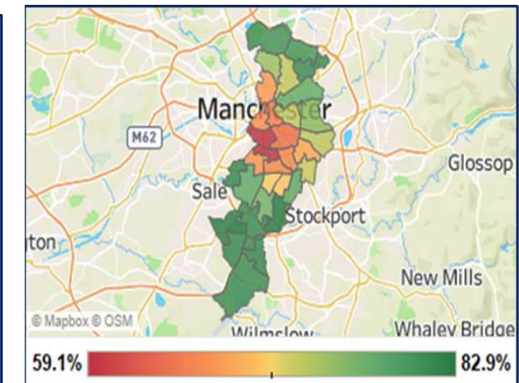 Manchester
M62
Glossop
Sale
Stockport
ton
New Mills
© Mapbox © OSM
Wilmslow
Whaley Bridge
59.1%
82.9%